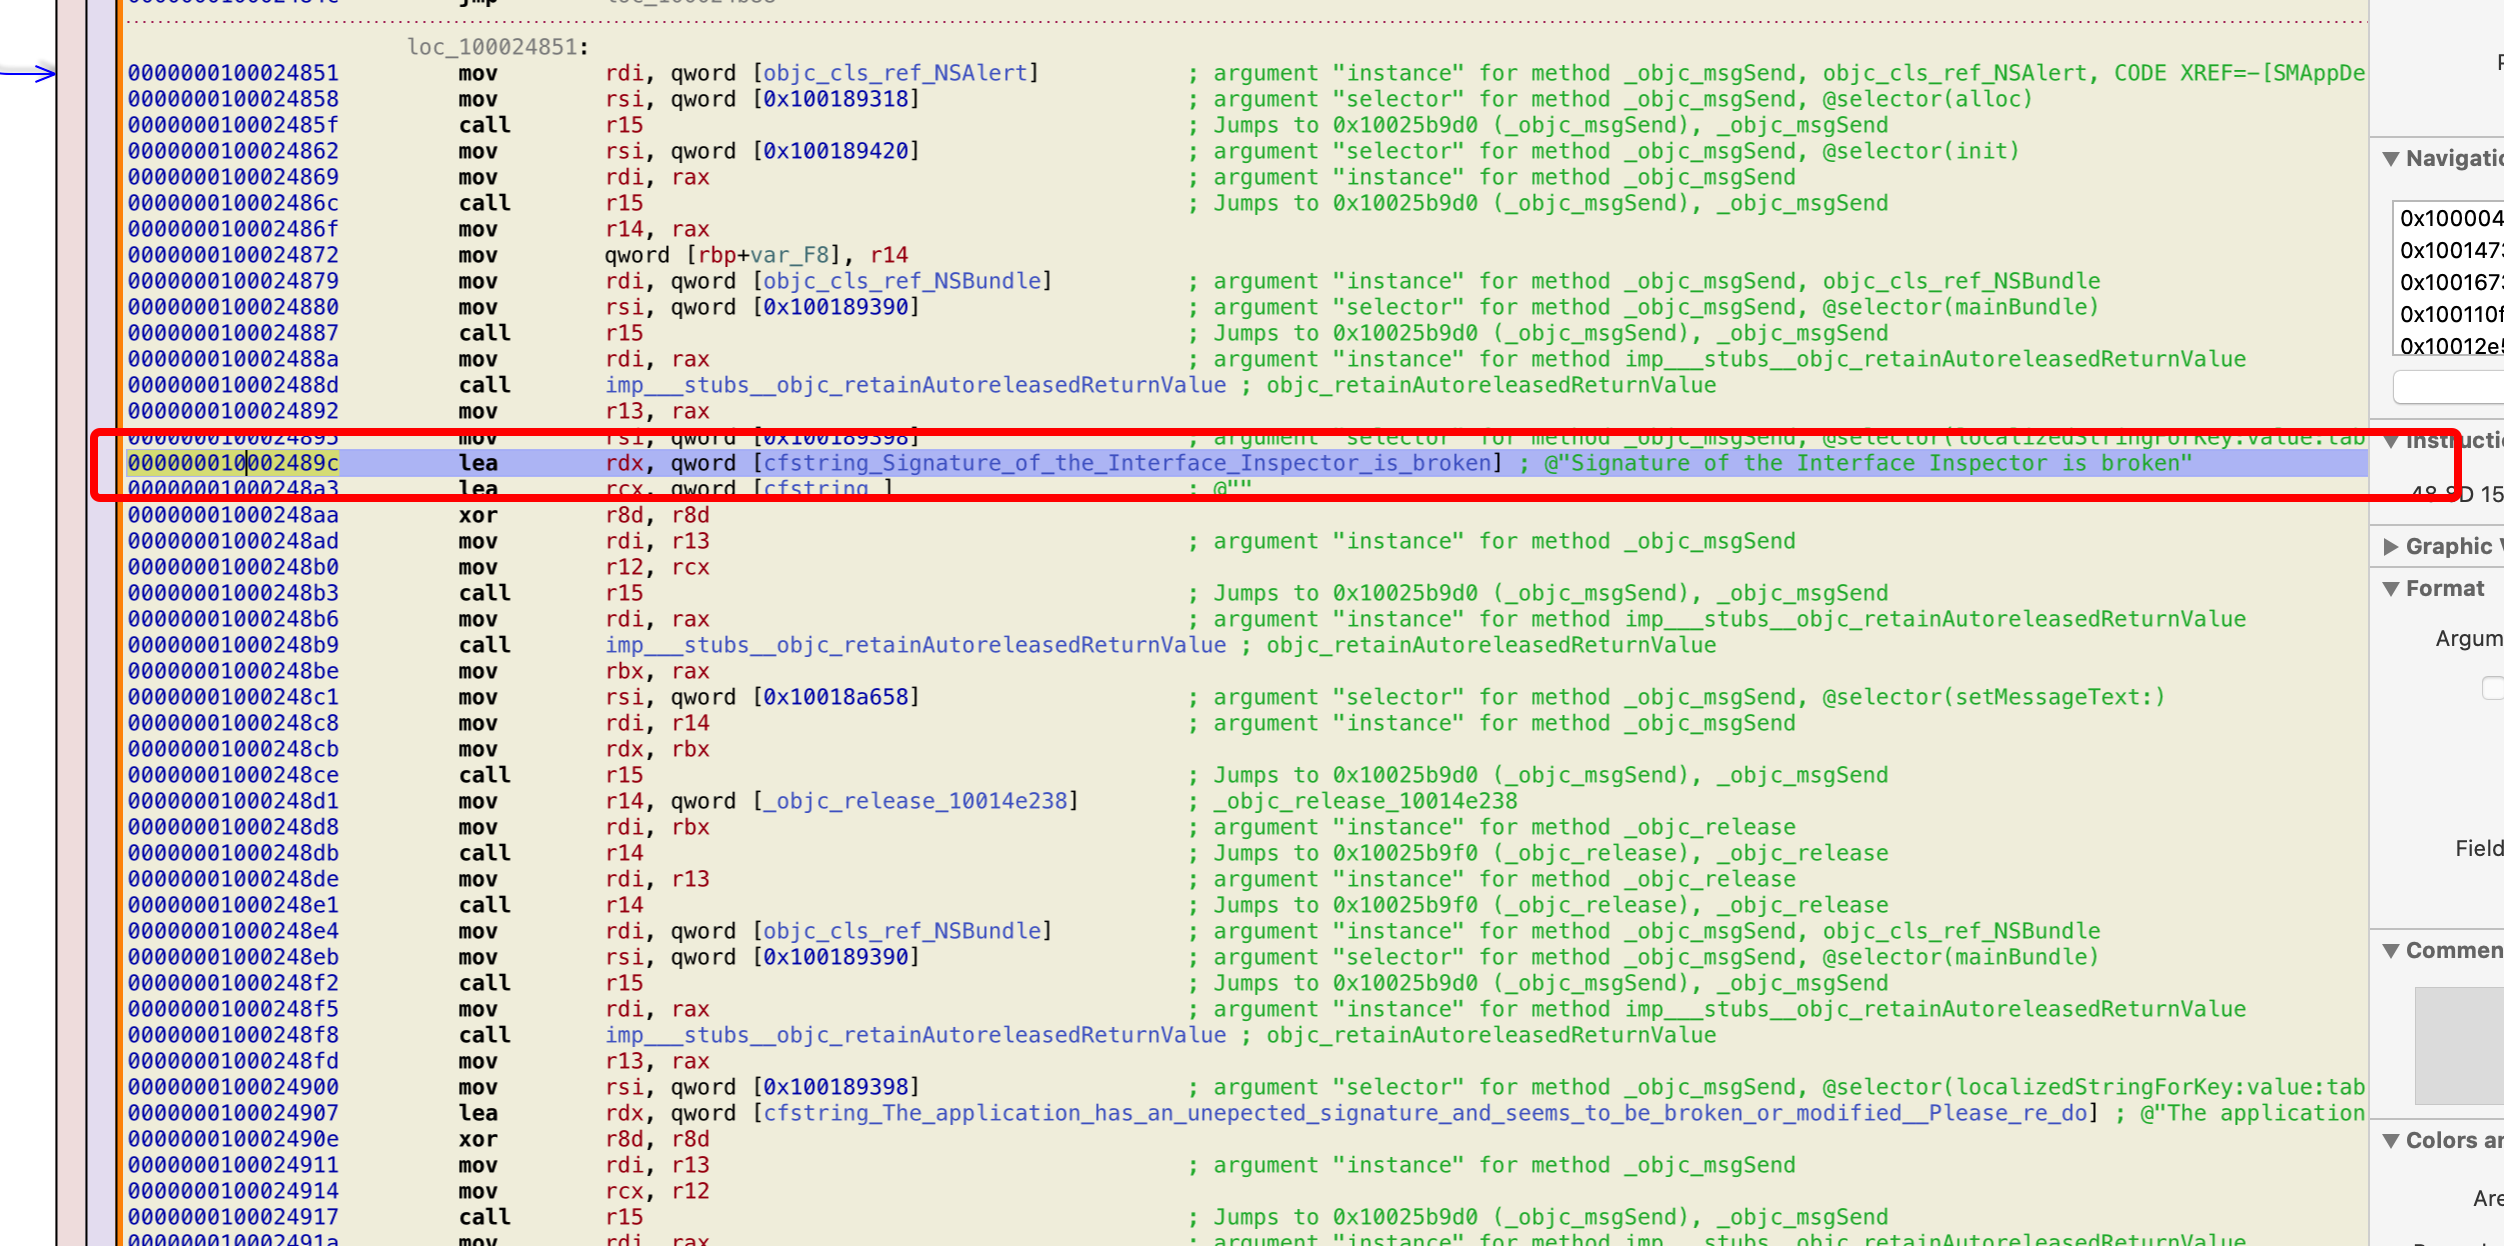 loc_100024851:
0000000100024851 mov rdi, qword [objc_cls_ref_NSAlert] ; argument "instance" for method _objc_msgSend, objc_cls_ref_NSAlert, CODE XREF=-[SMAppDe
0000000100024858 mov rsi, qword [0x100189318] ; argument "selector" for method _objc_msgSend, @selector(alloc)
000000010002485f call r15 ; Jumps to 0x10025b9d0 (_objc_msgSend), _objc_msgSend
0000000100024862 mov rsi, qword [0x100189420] ; argument "selector" for method _objc_msgSend, @selector(init)
0000000100024869 mov rdi, rax ; argument "instance" for method _objc_msgSend
000000010002486c call r15 ; Jumps to 0x10025b9d0 (_objc_msgSend), _objc_msgSend
000000010002486f mov r14, rax
0000000100024872 mov qword [rbp+var_F8], r14
0000000100024879 mov rdi, qword [objc_cls_ref_NSBundle] ; argument "instance" for method _objc_msgSend, objc_cls_ref_NSBundle
0000000100024880 mov rsi, qword [0x100189390] ; argument "selector" for method _objc_msgSend, @selector(mainBundle)
0000000100024887 call r15 ; Jumps to 0x10025b9d0 (_objc_msgSend), _objc_msgSend
000000010002488a mov rdi, rax ; argument "instance" for method imp___stubs__objc_retainAutoreleasedReturnValue
000000010002488d call imp___stubs__objc_retainAutoreleasedReturnValue ; objc_retainAutoreleasedReturnValue
0000000100024892 mov r13, rax
0000000100024895 mov rsi, qword [0x100189398] ; argument "selector" for method _objc_msgSend, @selector(localizedStringForKey:value:tab
000000010002489c lea rdx, qword [cfstring_Signature_of_the_Interface_Inspector_is_broken] ; @"Signature of the Interface Inspector is broken"
00000001000248a3 lea rcx, qword [cfstring_] ; @""
00000001000248aa xor r8d, r8d
00000001000248ad mov rdi, r13 ; argument "instance" for method _objc_msgSend
00000001000248b0 mov r12, rcx
00000001000248b3 call r15 ; Jumps to 0x10025b9d0 (_objc_msgSend), _objc_msgSend
00000001000248b6 mov rdi, rax ; argument "instance" for method imp___stubs__objc_retainAutoreleasedReturnValue
00000001000248b9 call imp___stubs__objc_retainAutoreleasedReturnValue ; objc_retainAutoreleasedReturnValue
00000001000248be mov rbx, rax
00000001000248c1 mov rsi, qword [0x10018a658] ; argument "selector" for method _objc_msgSend, @selector(setMessageText:)
00000001000248c8 mov rdi, r14 ; argument "instance" for method _objc_msgSend
00000001000248cb mov rdx, rbx
00000001000248ce call r15 ; Jumps to 0x10025b9d0 (_objc_msgSend), _objc_msgSend
00000001000248d1 mov r14, qword [_objc_release_10014e238] ; _objc_release_10014e238
00000001000248d8 mov rdi, rbx ; argument "instance" for method _objc_release
00000001000248db call r14 ; Jumps to 0x10025b9f0 (_objc_release), _objc_release
00000001000248de mov rdi, r13 ; argument "instance" for method _objc_release
00000001000248e1 call r14 ; Jumps to 0x10025b9f0 (_objc_release), _objc_release
00000001000248e4 mov rdi, qword [objc_cls_ref_NSBundle] ; argument "instance" for method _objc_msgSend, objc_cls_ref_NSBundle
00000001000248eb mov rsi, qword [0x100189390] ; argument "selector" for method _objc_msgSend, @selector(mainBundle)
00000001000248f2 call r15 ; Jumps to 0x10025b9d0 (_objc_msgSend), _objc_msgSend
00000001000248f5 mov rdi, rax ; argument "instance" for method imp___stubs__objc_retainAutoreleasedReturnValue
00000001000248f8 call imp___stubs__objc_retainAutoreleasedReturnValue ; objc_retainAutoreleasedReturnValue
00000001000248fd mov r13, rax
0000000100024900 mov rsi, qword [0x100189398] ; argument "selector" for method _objc_msgSend, @selector(localizedStringForKey:value:tab
0000000100024907 lea rdx, qword [cfstring_The_application_has_an_unepected_signature_and_seems_to_be_broken_or_modified__Please_re_do] ; @"The application
000000010002490e xor r8d, r8d
0000000100024911 mov rdi, r13 ; argument "instance" for method _objc_msgSend
0000000100024914 mov rcx, r12
0000000100024917 call r15 ; Jumps to 0x10025b9d0 (_objc_msgSend), _objc_msgSend
000000010002491a mov rdi, rax ; argument "instance" for method imp___stubs__objc_retainAutoreleasedReturnValue
Navigatio
0x100004
0x100147
0x100167
0x100110f
0x10012e
Instructi
48 8D 15
Graphic
Format
Argum
Field
Commen
Colors a
Are